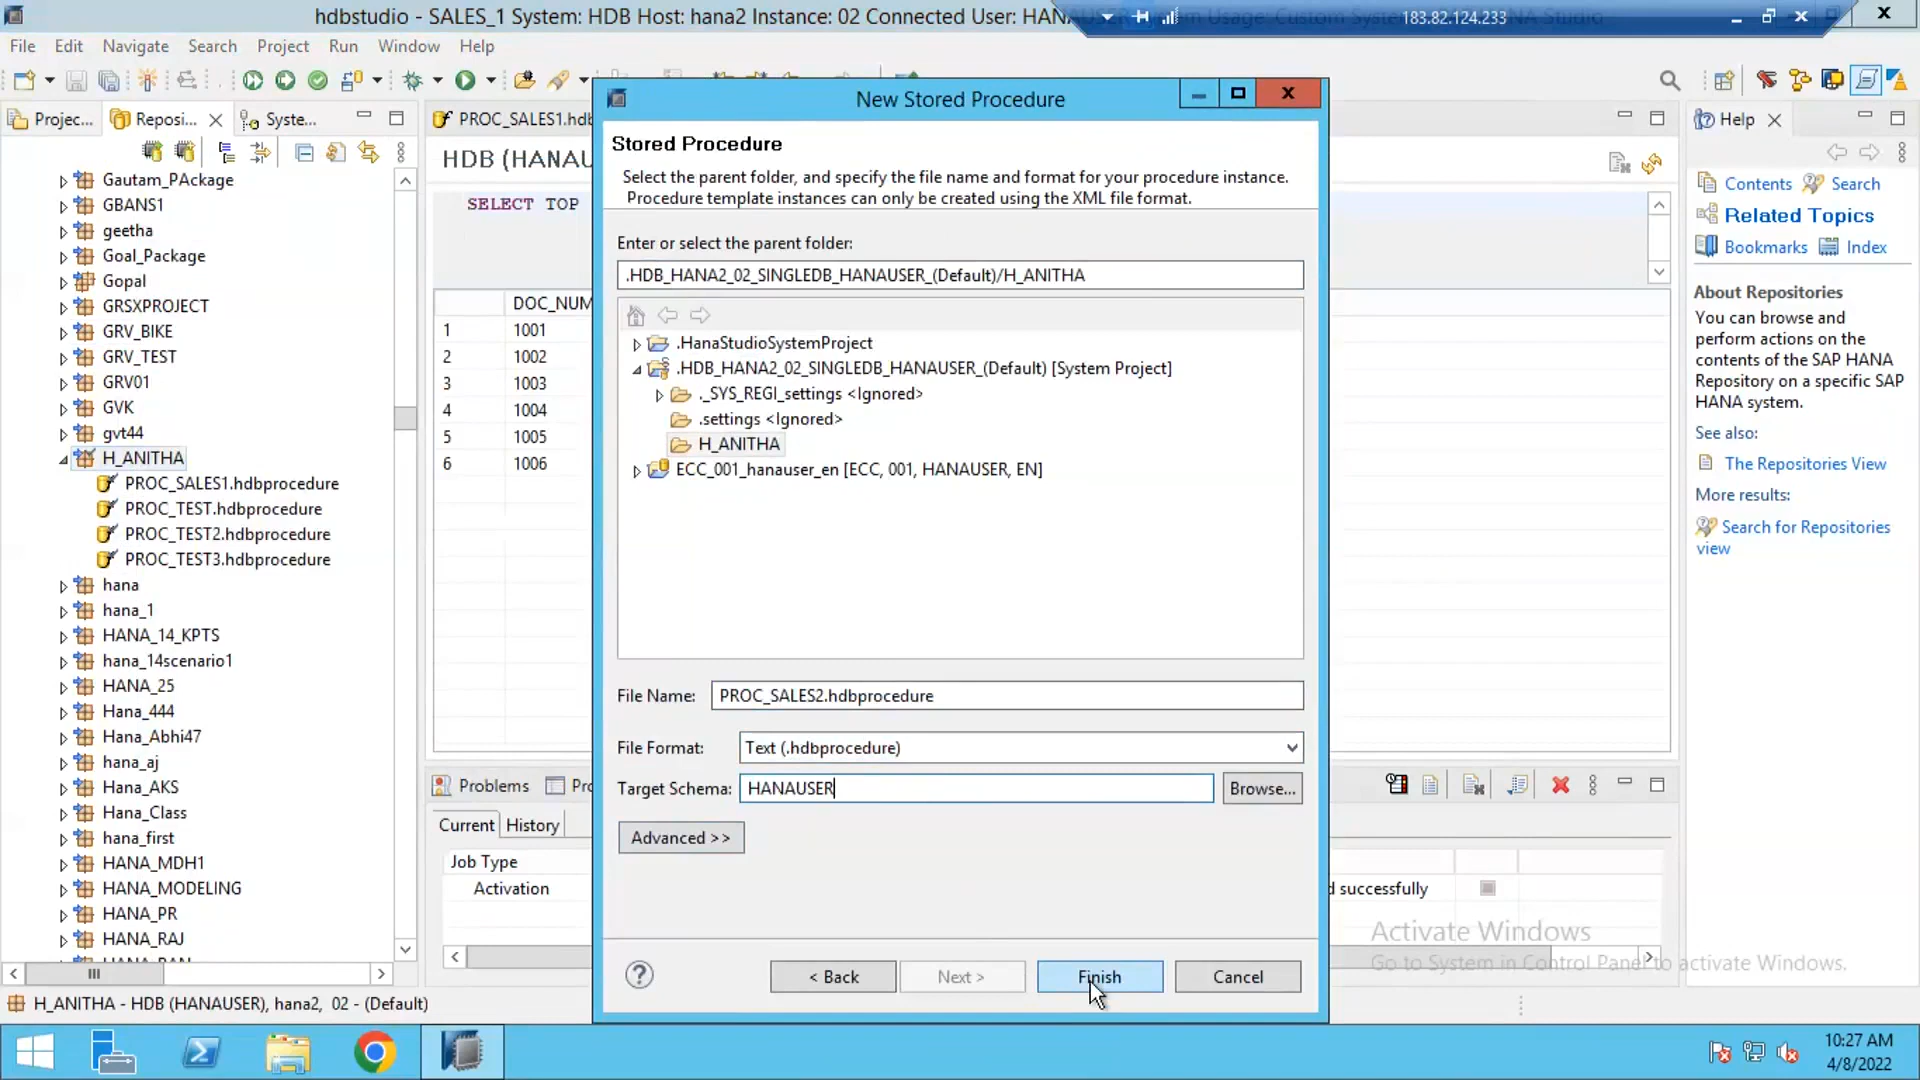 hdbstudio - SALES_1 System: HDB Host: hana2 Instance: 02 Connected User: HANAUSER
183.82.124.233
File Edit Navigate Search Project Run Window Help
Projec...
Reposi...
Syste...
PROC_SALES1.hdb
HDB (HANAU
SELECT TOP
DOC_NUM
1 1001
2 1002
3 1003
4 1004
5 1005
6 1006
Gautam_PAckage
GBANS1
geetha
Goal_Package
Gopal
GRSXPROJECT
GRV_BIKE
GRV_TEST
GRV01
GVK
gvt44
H_ANITHA
PROC_SALES1.hdbprocedure
PROC_TEST.hdbprocedure
PROC_TEST2.hdbprocedure
PROC_TEST3.hdbprocedure
hana
hana_1
HANA_14_KPTS
hana_14scenario1
HANA_25
Hana_444
Hana_Abhi47
hana_aj
Hana_AKS
Hana_Class
hana_first
HANA_MDH1
HANA_MODELING
HANA_PR
HANA_RAJ
New Stored Procedure
Stored Procedure
Select the parent folder, and specify the file name and format for your procedure instance.
Procedure template instances can only be created using the XML file format.
Enter or select the parent folder:
.HDB_HANA2_02_SINGLEDB_HANAUSER_(Default)/H_ANITHA
.HanaStudioSystemProject
.HDB_HANA2_02_SINGLEDB_HANAUSER_(Default) [System Project]
._SYS_REGI_settings <Ignored>
.settings <Ignored>
H_ANITHA
ECC_001_hanauser_en [ECC, 001, HANAUSER, EN]
File Name: PROC_SALES2.hdbprocedure
File Format: Text (.hdbprocedure)
Target Schema: HANAUSER
Browse...
Advanced >>
< Back
Next >
Finish
Cancel
Problems
Current History
Job Type
Activation
d successfully
Help
Contents Search
Related Topics
Bookmarks Index
About Repositories
You can browse and
perform actions on the
contents of the SAP HANA
Repository on a specific SAP
HANA system.
See also:
The Repositories View
More results:
Search for Repositories
view
Activate Windows
Go to System in Control Panel to activate Windows.
H_ANITHA - HDB (HANAUSER), hana2, 02 - (Default)
10:27 AM
4/8/2022